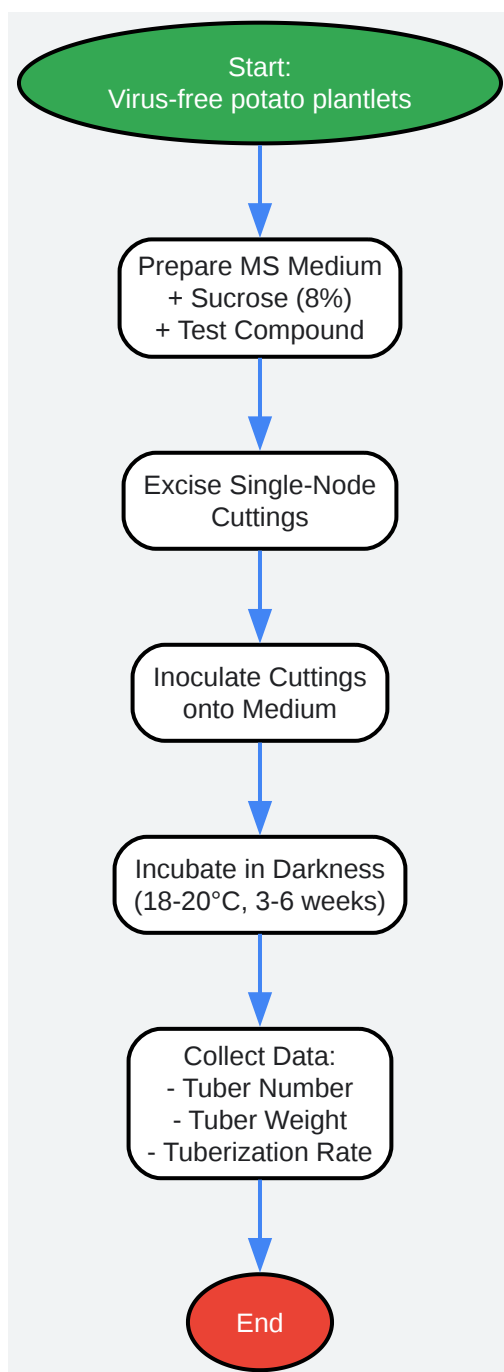 Start:
Virus-free potato plantlets
Prepare MS Medium
+ Sucrose (8%)
+ Test Compound
Excise Single-Node
Cuttings
Inoculate Cuttings
onto Medium
Incubate in Darkness
(18-20°C, 3-6 weeks)
Collect Data:
- Tuber Number
- Tuber Weight
- Tuberization Rate
End